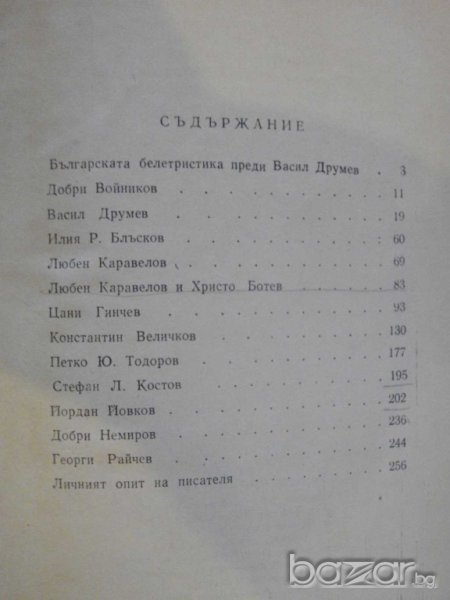 СЪДЪРЖАНИЕ
Българската белетристика преди Васил Друмев . 3
Добри Войников . . . . . . . . . 11
Васил Друмев . . . . . . . . . 19
Илия Р. Блъсков . . . . . . . . 60
Любен Каравелов . . . . . . . . 69
Любен Каравелов и Христо Ботев . . . . 83
Цани Гинчев . . . . . . . . . 93
Константин Величков . . . . . . . 130
Петко Ю. Тодоров . . . . . . . . 177
Стефан Л. Костов . . . . . . . . 195
Йордан Йовков . . . . . . . . 202
Добри Немиров . . . . . . . . 236
Георги Райчев . . . . . . . . 244
Личният опит на писателя . . . . . . 256
bazar.bg